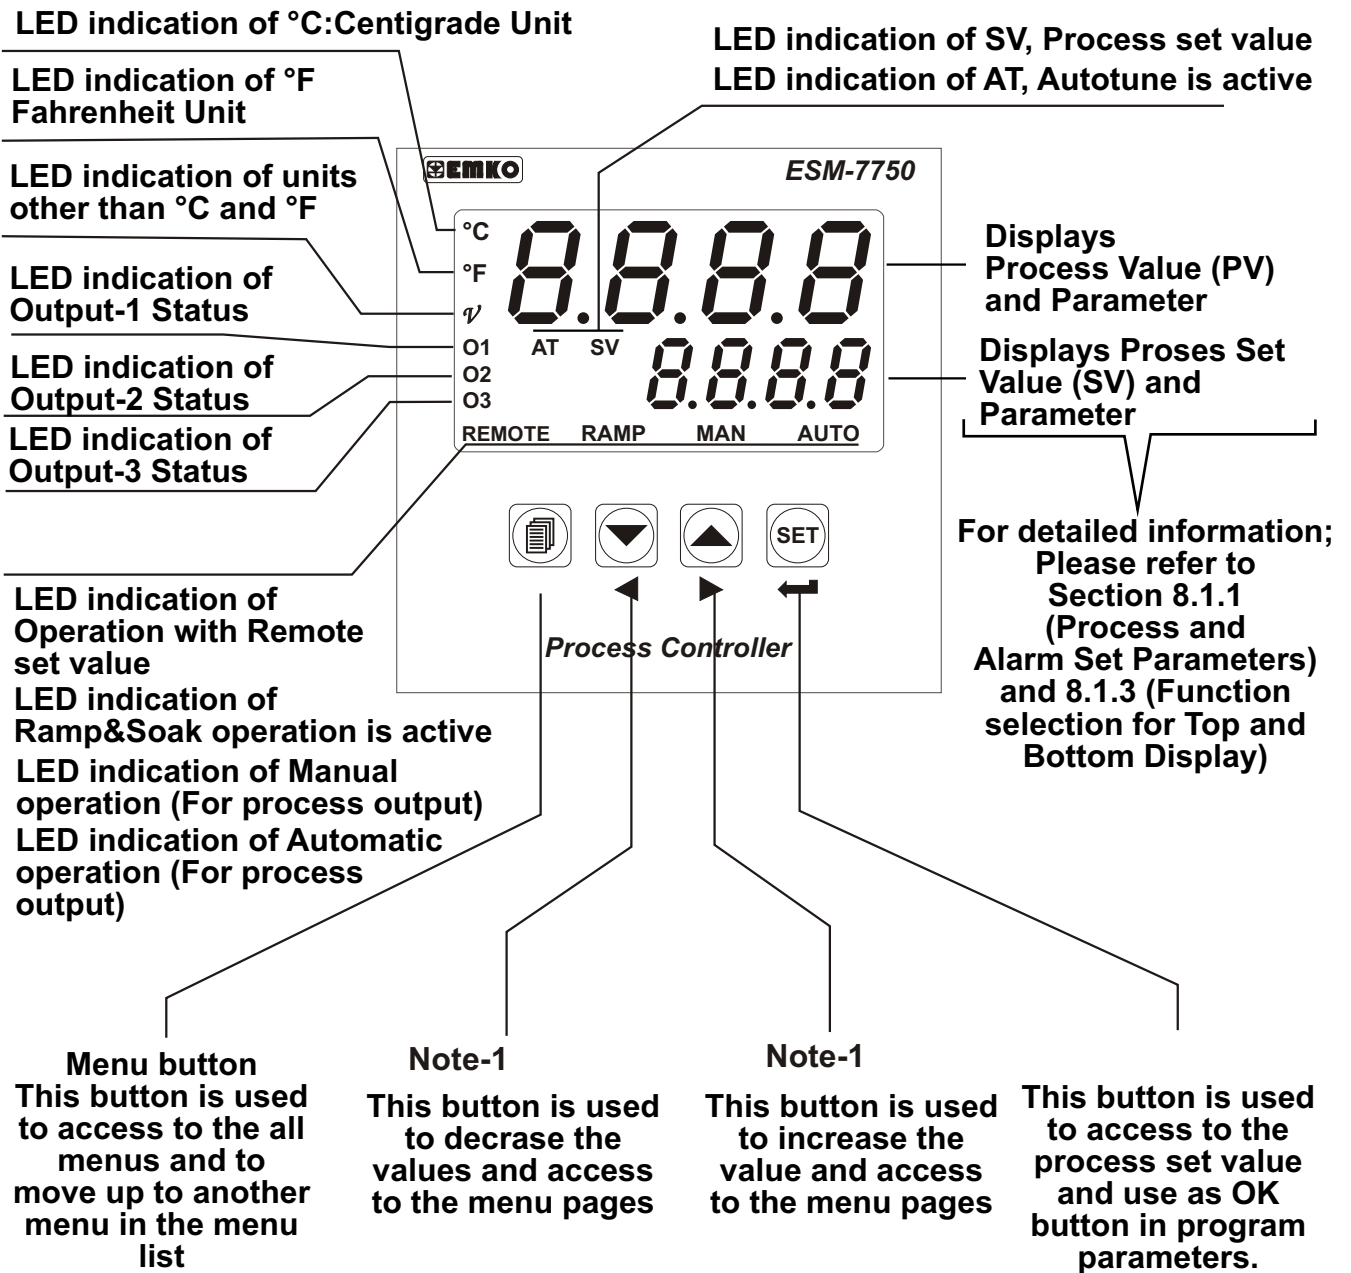 LED indication of °C:Centigrade Unit
LED indication of °F
Fahrenheit Unit
LED indication of units
other than °C and °F
LED indication of
Output-1 Status
LED indication of
Output-2 Status
LED indication of
Output-3 Status
LED indication of SV, Process set value
LED indication of AT, Autotune is active
EMKO
ESM-7750
°C
°F
V
8.8.8.8
O1
O2
O3
AT SV
8.8.8.8
REMOTE RAMP MAN AUTO
SET
Process Controller
Displays
Process Value (PV)
and Parameter
Displays Proses Set
Value (SV) and
Parameter
For detailed information;
Please refer to
Section 8.1.1
(Process and
Alarm Set Parameters)
and 8.1.3 (Function
selection for Top and
Bottom Display)
LED indication of
Operation with Remote
set value
LED indication of
Ramp&Soak operation is active
LED indication of Manual
operation (For process output)
LED indication of Automatic
operation (For process
output)
Menu button
This button is used
to access to the all
menus and to
move up to another
menu in the menu
list
Note-1
This button is used
to decrase the
values and access
to the menu pages
Note-1
This button is used
to increase the
value and access
to the menu pages
This button is used
to access to the
process set value
and use as OK
button in program
parameters.